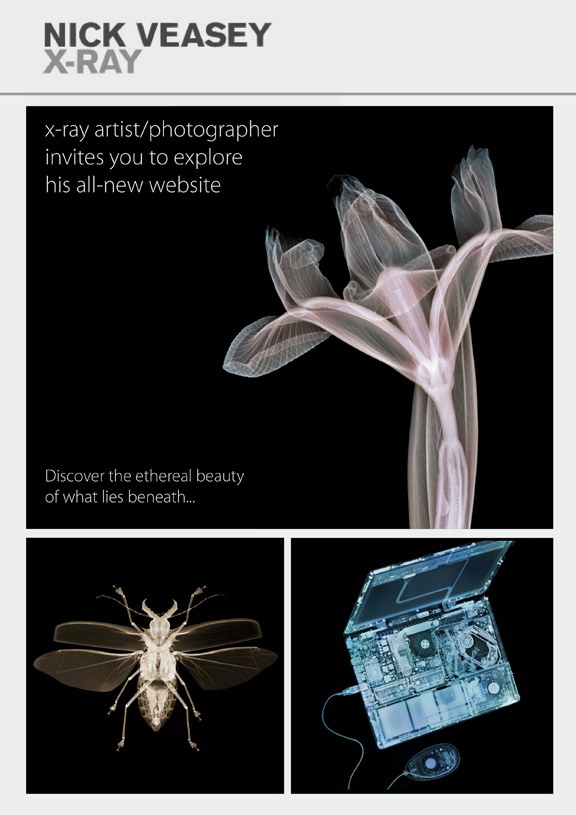 NICK VEASEY
X-RAY
x-ray artist/photographer
invites you to explore
his all-new website
Discover the ethereal beauty
of what lies beneath...